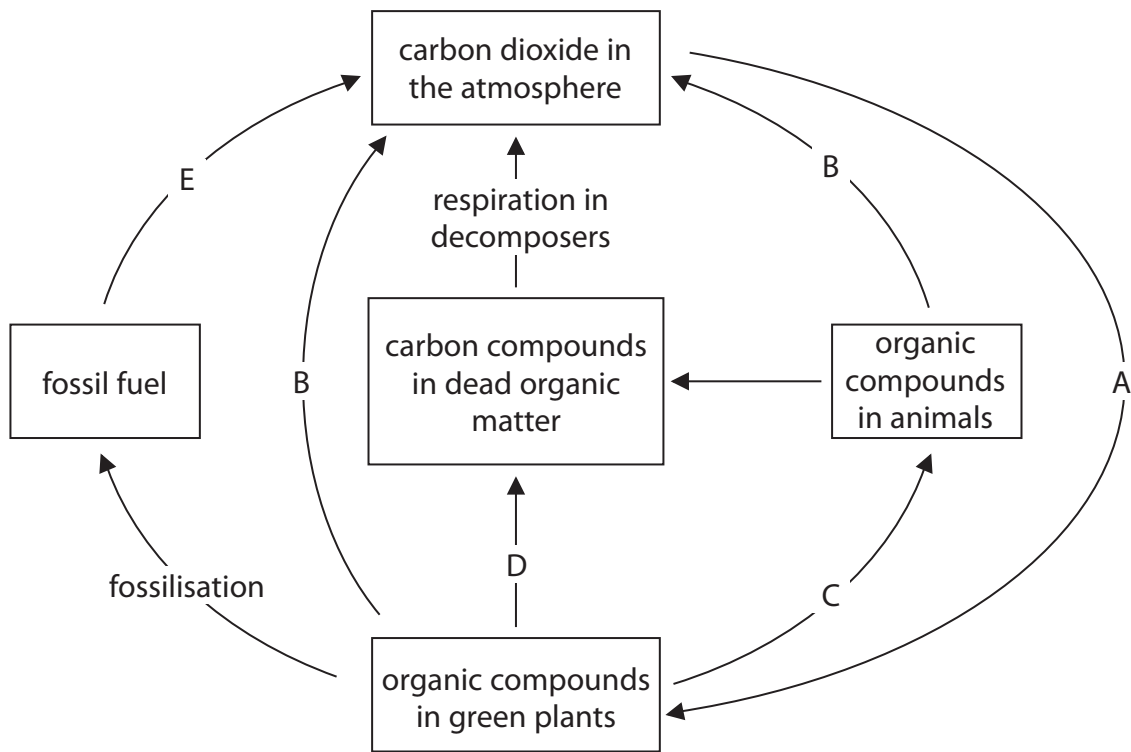 carbon dioxide in
the atmosphere
E
B
respiration in
decomposers
fossil fuel
B
carbon compounds
in dead organic
matter
organic
compounds
in animals
A
fossilisation
D
C
organic compounds
in green plants